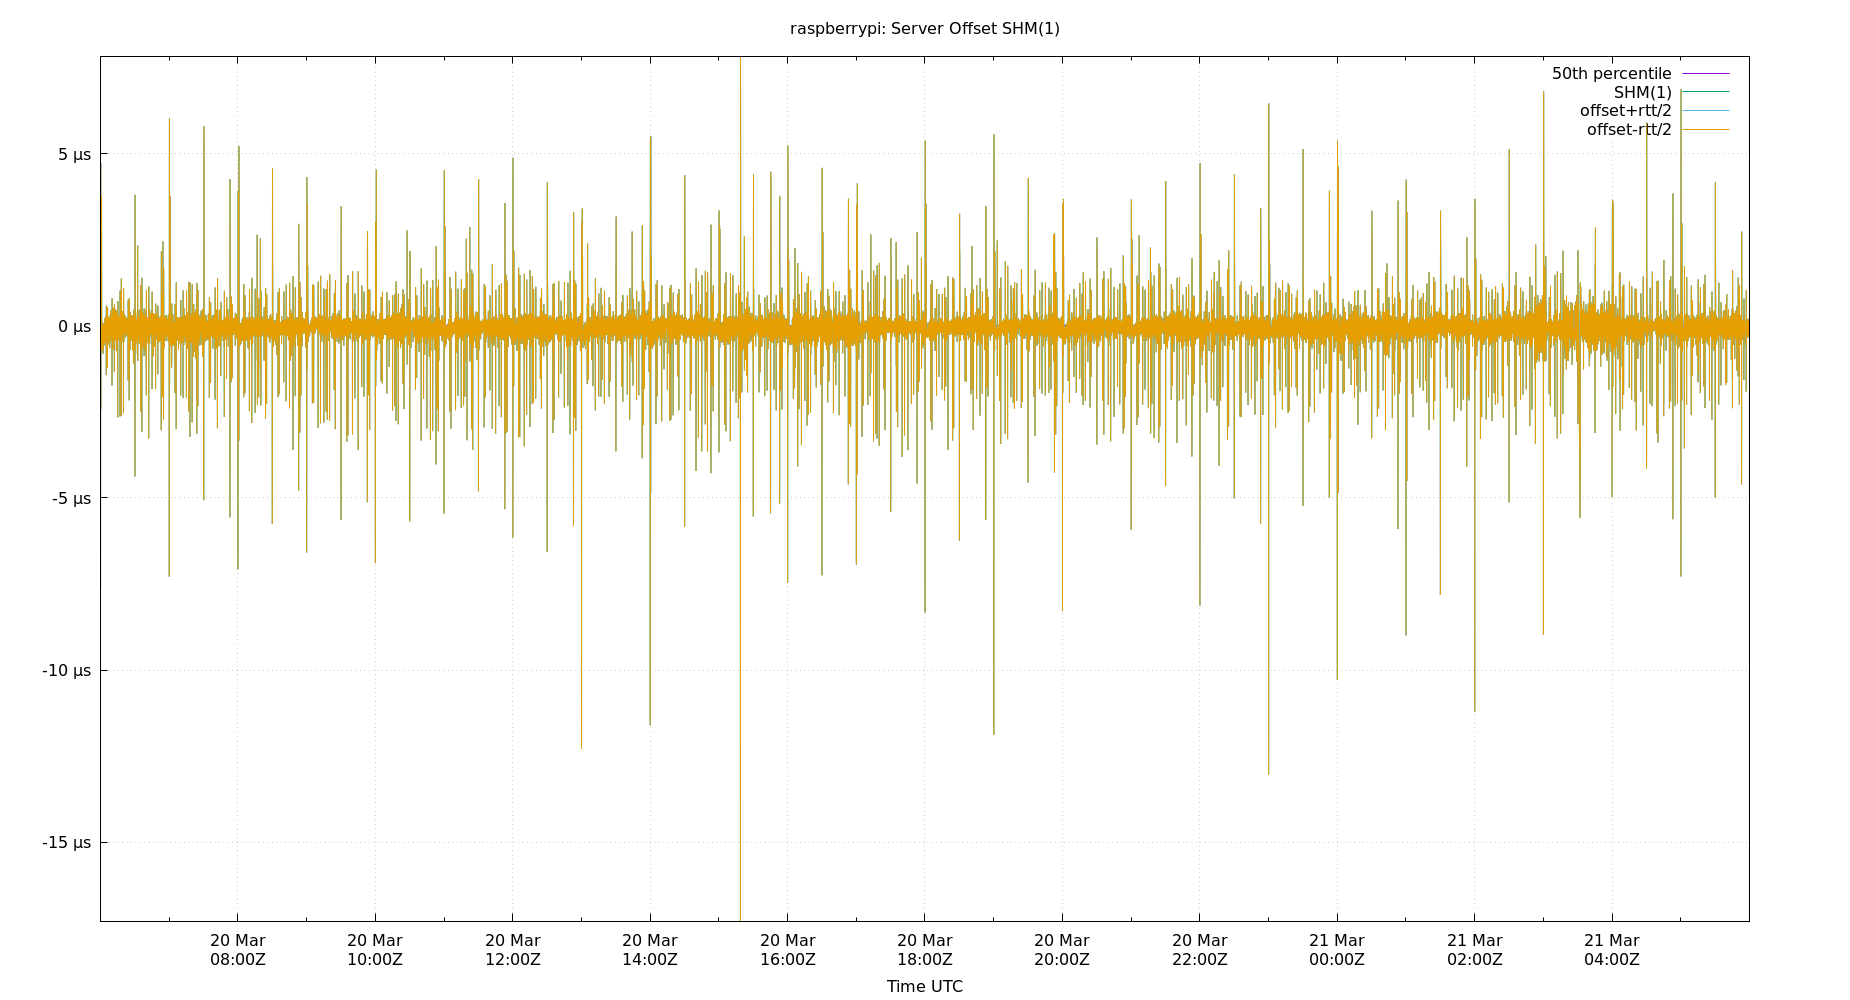 raspberrypi: Server Offset SHM(1)
50th percentile
SHM(1)
offset+rtt/2
offset-rtt/2
5 µs
0 µs
-5 µs
-10 µs
-15 µs
20 Mar 20 Mar 20 Mar 20 Mar 20 Mar 20 Mar 20 Mar 20 Mar 21 Mar 21 Mar 21 Mar
08:00Z 10:00Z 12:00Z 14:00Z 16:00Z 18:00Z 20:00Z 22:00Z 00:00Z 02:00Z 04:00Z
Time UTC